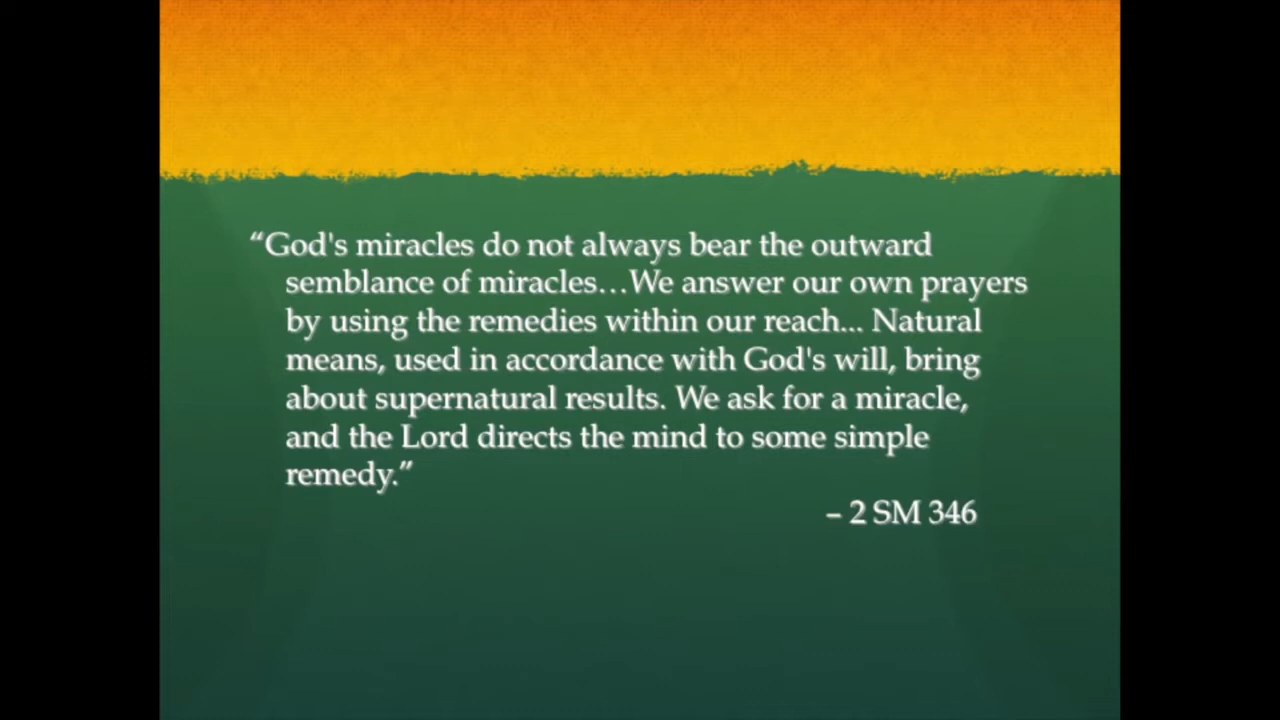 “God's miracles do not always bear the outward
semblance of miracles…We answer our own prayers
by using the remedies within our reach... Natural
means, used in accordance with God's will, bring
about supernatural results. We ask for a miracle,
and the Lord directs the mind to some simple
remedy.”
– 2 SM 346